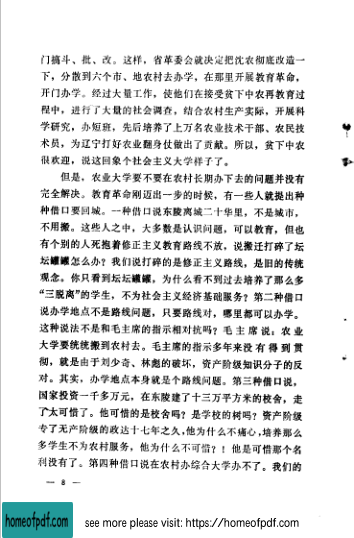 门搞斗、批、改。这样，省革委会就决定把沈农彻底改造一
下，分散到六个市、地农村去办学，在那里开展教育革命，
开门办学。经过大量工作，使他们在接受贫下中农再教育过
程中，进行了大量的社会调查，结合农村生产实际，开展科
学研究，办短班，先后培养了上万名农业技术干部、农民技
术员，为辽宁打好农业翻身仗做出了贡献。所以，贫下中农
很欢迎，说这回象个社会主义大学样子了。
但是，农业大学要不要在农村长期办下去的问题并没有
完全解决。教育革命刚迈出一步的时候，有一些人就提出种
种借口要回城。一种借口说东陵离城二十华里，不是城市，
不用搬。这些人之中，大多数是认识问题，可以教育，但也
有个别的人死抱着修正主义教育路线不放，说搬迁打碎了坛
坛罐罐怎么办？我们说打碎的是修正主义路线，是旧的传统
观念。你只看到坛坛罐罐，为什么看不到过去培养了那么多
“三脱离”的学生，不为社会主义经济基础服务？第二种借口
说办学地点不是路线问题，只要路线对，哪里都可以办学。
这种说法不是和毛主席的指示相对抗吗？毛主席说：农业
大学要统统搬到农村去。毛主席的指示多年来没有得到贯
彻，就是由于刘少奇、林彪的破坏，资产阶级知识分子的反
对。其实，办学地点本身就是个路线问题。第三种借口说，
国家投资一千多万元，在东陵建了十三万平方米的校舍，走
了太可惜了。他可惜的是校舍吗？是学校的树吗？资产阶级
专了无产阶级的政达十七年之久，他为什么不痛心，培养那么
多学生不为农村服务，他为什么不可惜？！他是可惜那个名
利没有了。第四种借口说在农村办综合大学办不了。我们的
— 8 —
homeofpdf.com
see more please visit: https://homeofpdf.com